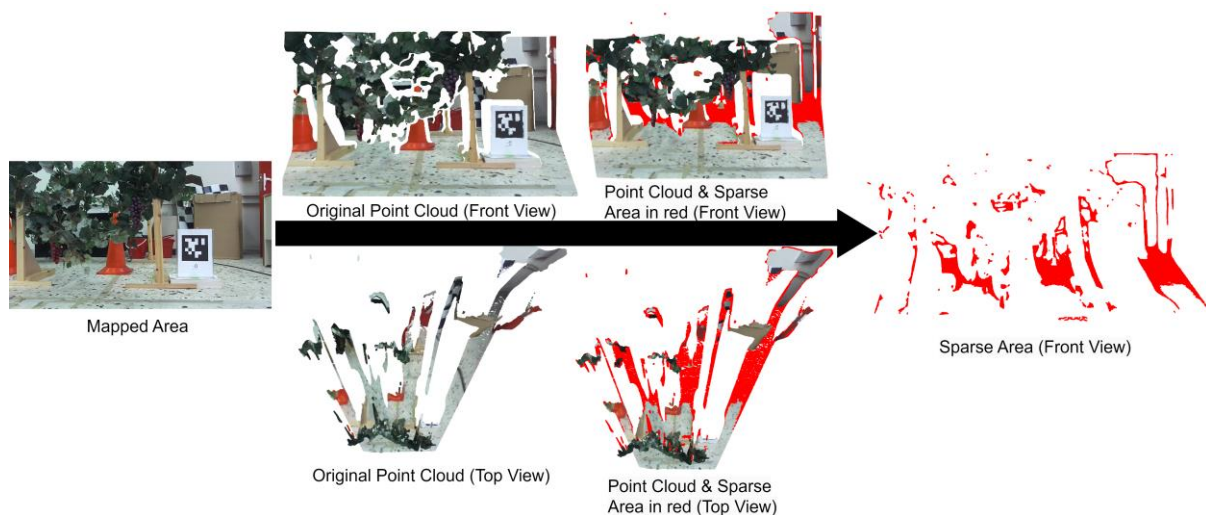 Original Point Cloud (Front View)
Point Cloud & Sparse
Area in red (Front View)
Mapped Area
Sparse Area (Front View)
Original Point Cloud (Top View)
Point Cloud & Sparse
Area in red (Top View)